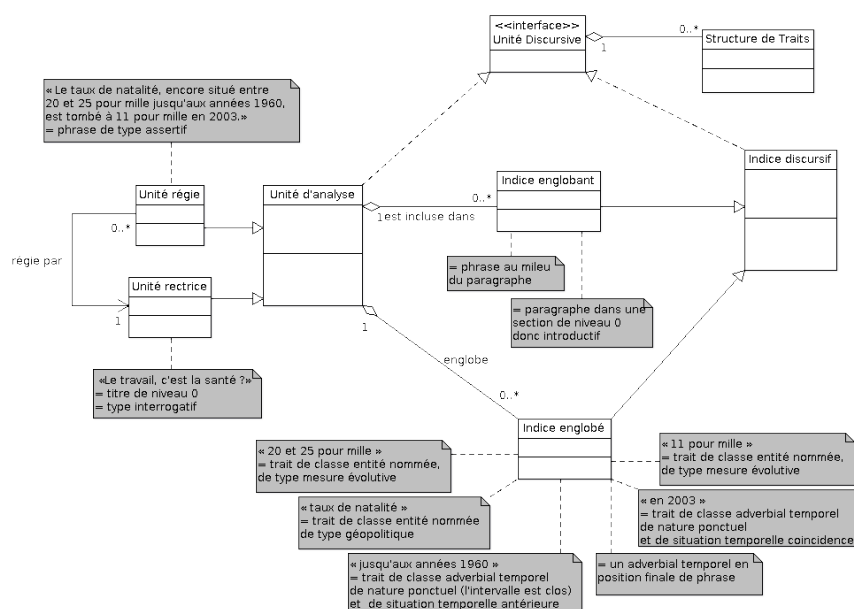 <<interface>>
Unité Discursive
1
0..*
Structure de Traits
« Le taux de natalité, encore situé entre
20 et 25 pour mille jusqu'aux années 1960,
est tombé à 11 pour mille en 2003.»
= phrase de type assertif
Indice discursif
Unité régie
0..*
Unité d'analyse
1est incluse dans
0..*
Indice englobant
régie par
= phrase au mileu
du paragraphe
Unité rectrice
1
= paragraphe dans une
section de niveau 0
donc introductif
1
englobe
0..*
«Le travail, c'est la santé ?»
= titre de niveau 0
= type interrogatif
Indice englobé
« 20 et 25 pour mille »
= trait de classe entité nommée,
de type mesure évolutive
« 11 pour mille »
= trait de classe entité nommée,
de type mesure évolutive
« taux de natalité »
= trait de classe entité nommée
de type géopolitique
« en 2003 »
= trait de classe adverbial temporel
de nature ponctuel
et de situation temporelle coincidence
« jusqu'aux années 1960 »
= trait de classe adverbial temporel
de nature ponctuel (l'intervalle est clos)
et de situation temporelle antérieure
= un adverbial temporel en
position finale de phrase